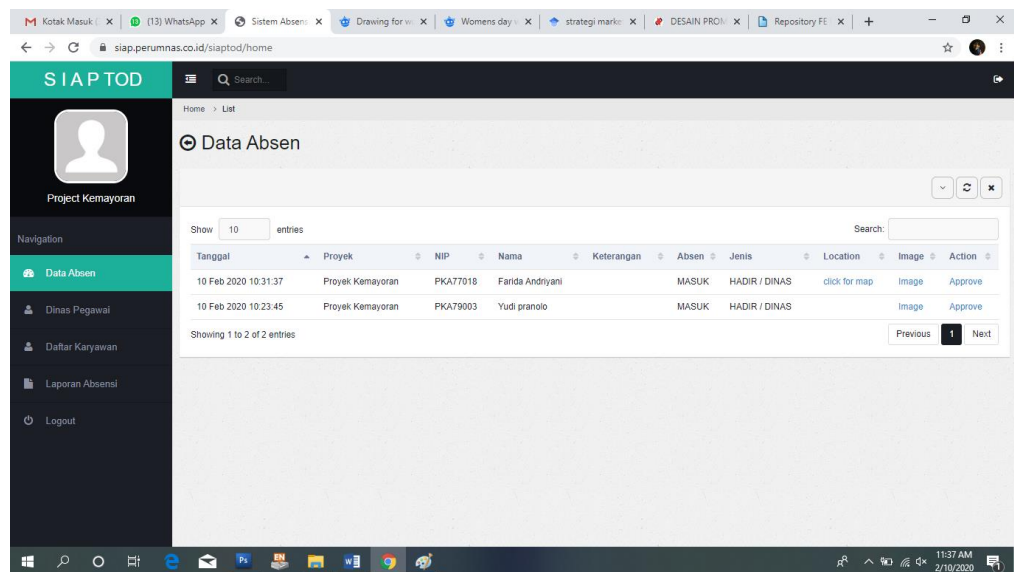 Kotak Masuk (
(13) WhatsApp
Sistem Absens
Drawing for wo
Womens day v
strategi marke
DESAIN PROM
Repository FE
siap.perumnas.co.id/siaptod/home
SIAPTOD
Search...
Home > List
Data Absen
Project Kemayoran
Navigation
Data Absen
Dinas Pegawai
Daftar Karyawan
Laporan Absensi
Logout
Show 10 entries Search:
Tanggal Proyek NIP Nama Keterangan Absen Jenis Location Image Action
10 Feb 2020 10:31:37 Proyek Kemayoran PKA77018 Farida Andriyani MASUK HADIR / DINAS click for map Image Approve
10 Feb 2020 10:23:45 Proyek Kemayoran PKA79003 Yudi pranolo MASUK HADIR / DINAS Image Approve
Showing 1 to 2 of 2 entries
Previous 1 Next
Ps EN
11:37 AM
2/10/2020